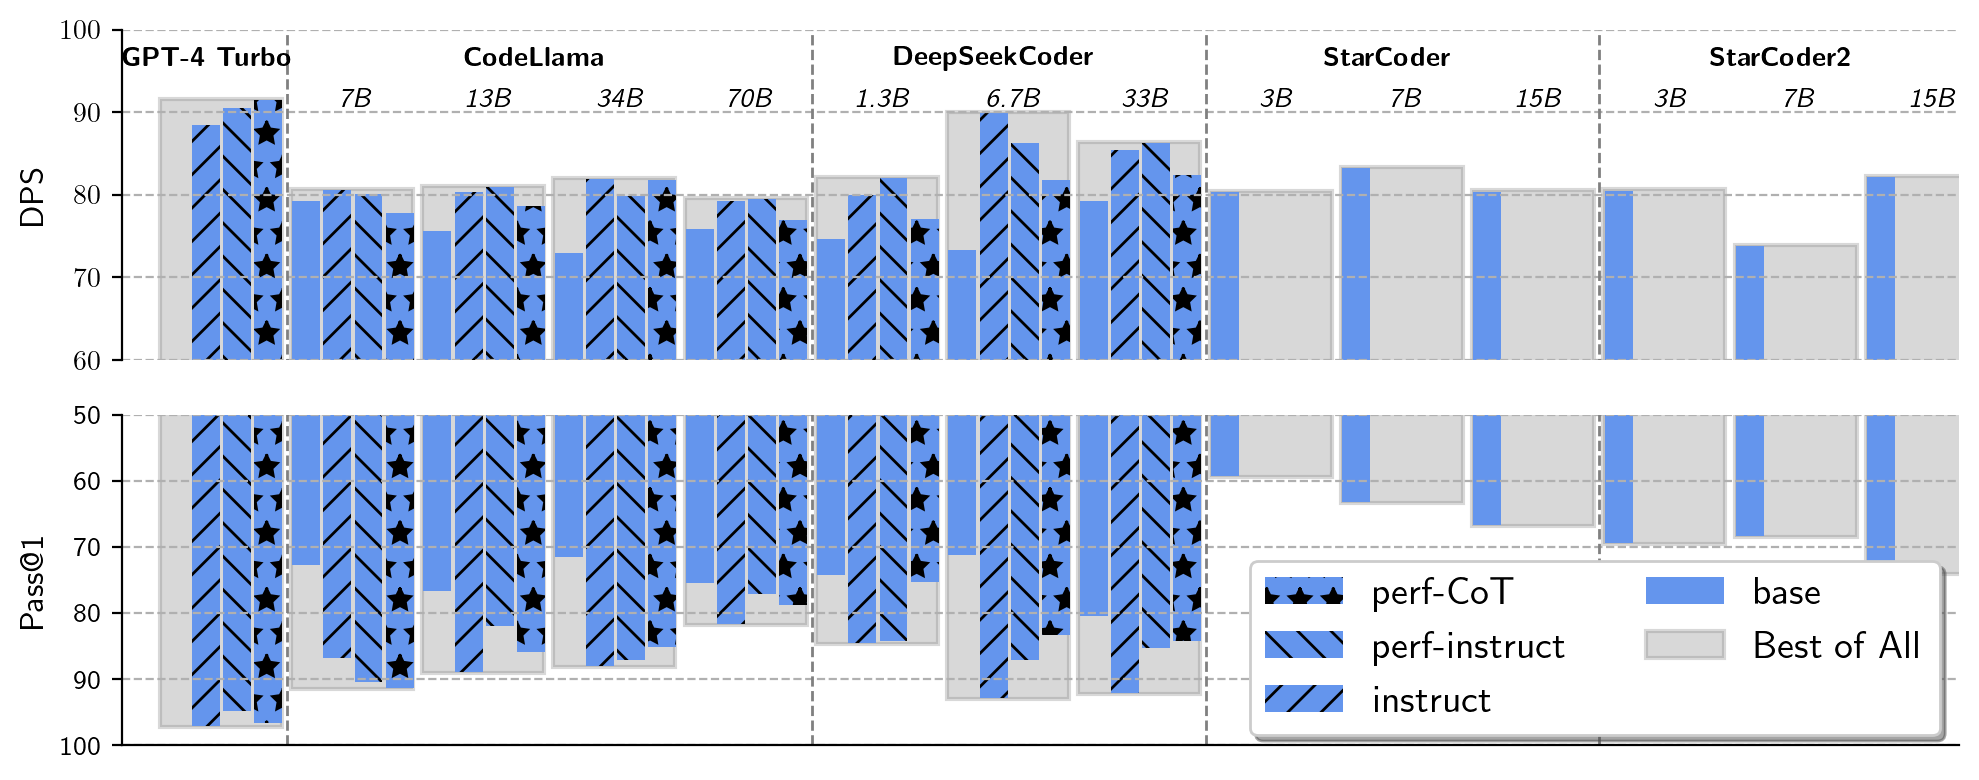 100
GPT-4 Turbo CodeLlama DeepSeekCoder StarCoder StarCoder2
7B 13B 34B 70B 1.3B 6.7B 33B 3B 7B 15B 3B 7B 15B
90
80
DPS
70
60
50
60
70
Pass@1
80
90
100
perf-CoT base
perf-instruct Best of All
instruct